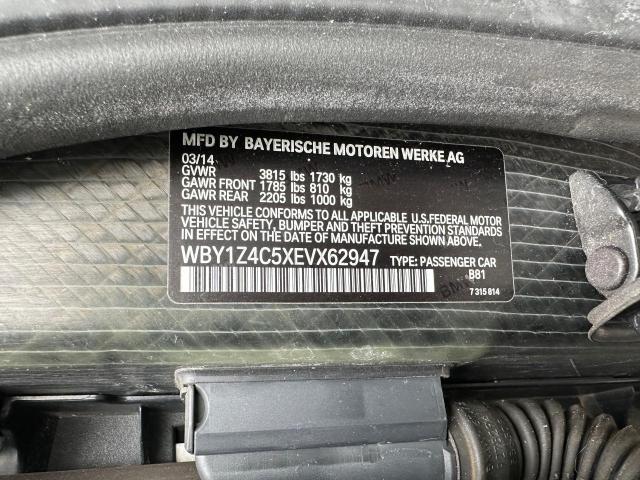 MFD BY BAYERISCHE MOTOREN WERKE AG
03/14
GVWR 3815 lbs 1730 kg
GAWR FRONT 1785 lbs 810 kg
GAWR REAR 2205 lbs 1000 kg
THIS VEHICLE CONFORMS TO ALL APPLICABLE U.S.FEDERAL MOTOR
VEHICLE SAFETY, BUMPER AND THEFT PREVENTION STANDARDS
IN EFFECT ON THE DATE OF MANUFACTURE SHOWN ABOVE.
WBY1Z4C5XEVX62947 TYPE: PASSENGER CAR
B81
7 315 814